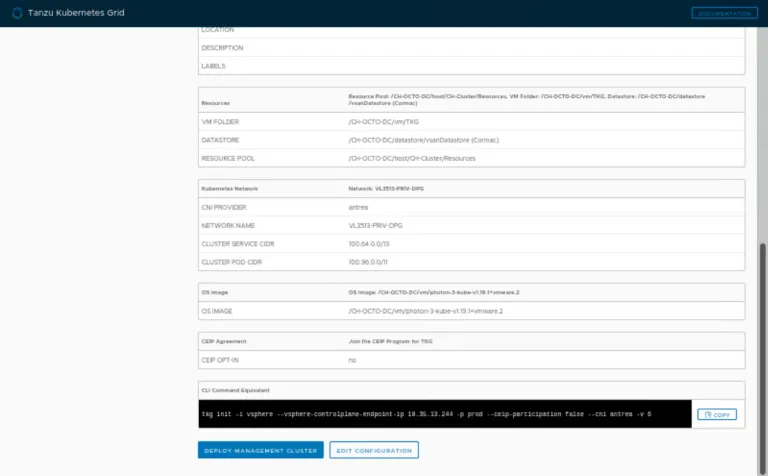 Tanzu Kubernetes Grid
DOCUMENTATION
LOCATION
DESCRIPTION
LABELS
Resources
Resource Pool: /CH-OCTO-DC/host/CH-Cluster/Resources, VM Folder: /CH-OCTO-DC/vm/TKG, Datastore: /CH-OCTO-DC/datastore
/vsanDatastore (Cormac)
VM FOLDER /CH-OCTO-DC/vm/TKG
DATASTORE /CH-OCTO-DC/datastore/vsanDatastore (Cormac)
RESOURCE POOL /CH-OCTO-DC/host/CH-Cluster/Resources
Kubernetes Network Network: VL3513-PRIV-DPG
CNI PROVIDER antrea
NETWORK NAME VL3513-PRIV-DPG
CLUSTER SERVICE CIDR 100.64.0.0/13
CLUSTER POD CIDR 100.96.0.0/11
OS Image OS Image: /CH-OCTO-DC/vm/photon-3-kube-v1.19.1+vmware.2
OS IMAGE /CH-OCTO-DC/vm/photon-3-kube-v1.19.1+vmware.2
CEIP Agreement Join the CEIP Program for TKG
CEIP OPT-IN no
CLI Command Equivalent
tkg init -i vsphere --vsphere-controlplane-endpoint-ip 10.35.13.244 -p prod --ceip-participation false --cni antrea -v 6
COPY
DEPLOY MANAGEMENT CLUSTER EDIT CONFIGURATION